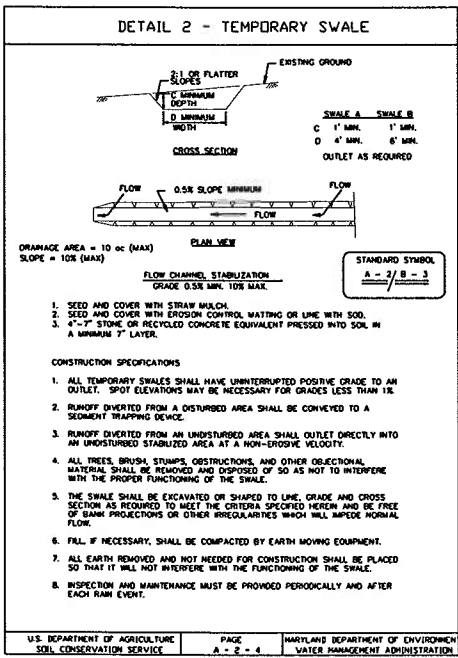 DETAIL 2 - TEMPORARY SWALE
EXISTING GROUND
2:1 OR FLATTER
SLOPES
C MINIMUM
DEPTH
D MINIMUM
WIDTH
CROSS SECTION
SWALE A SWALE B
C 1' MIN. 1' MIN.
D 4' MIN. 6' MIN.
OUTLET AS REQUIRED
FLOW 0.5% SLOPE MINIMUM FLOW
FLOW
PLAN VIEW
DRAINAGE AREA = 10 ac (MAX)
SLOPE = 10% (MAX)
STANDARD SYMBOL
A - 2 / B - 3
FLOW CHANNEL STABILIZATION
GRADE 0.5% MIN. 10% MAX.
1. SEED AND COVER WITH STRAW MULCH.
2. SEED AND COVER WITH EROSION CONTROL MATTING OR LINE WITH SOD.
3. 4"-7" STONE OR RECYCLED CONCRETE EQUIVALENT PRESSED INTO SOIL IN
A MINIMUM 7" LAYER.
CONSTRUCTION SPECIFICATIONS
1. ALL TEMPORARY SWALES SHALL HAVE UNINTERRUPTED POSITIVE GRADE TO AN
OUTLET. SPOT ELEVATIONS MAY BE NECESSARY FOR GRADES LESS THAN 1%.
2. RUNOFF DIVERTED FROM A DISTURBED AREA SHALL BE CONVEYED TO A
SEDIMENT TRAPPING DEVICE.
3. RUNOFF DIVERTED FROM AN UNDISTURBED AREA SHALL OUTLET DIRECTLY INTO
AN UNDISTURBED STABILIZED AREA AT A NON-EROSIVE VELOCITY.
4. ALL TREES, BRUSH, STUMPS, OBSTRUCTIONS, AND OTHER OBJECTIONAL
MATERIAL SHALL BE REMOVED AND DISPOSED OF SO AS NOT TO INTERFERE
WITH THE PROPER FUNCTIONING OF THE SWALE.
5. THE SWALE SHALL BE EXCAVATED OR SHAPED TO LINE, GRADE AND CROSS
SECTION AS REQUIRED TO MEET THE CRITERIA SPECIFIED HEREIN AND BE FREE
OF BANK PROJECTIONS OR OTHER IRREGULARITIES WHICH WILL IMPEDE NORMAL
FLOW.
6. FILL, IF NECESSARY, SHALL BE COMPACTED BY EARTH MOVING EQUIPMENT.
7. ALL EARTH REMOVED AND NOT NEEDED FOR CONSTRUCTION SHALL BE PLACED
SO THAT IT WILL NOT INTERFERE WITH THE FUNCTIONING OF THE SWALE.
8. INSPECTION AND MAINTENANCE MUST BE PROVIDED PERIODICALLY AND AFTER
EACH RAIN EVENT.
U.S. DEPARTMENT OF AGRICULTURE
SOIL CONSERVATION SERVICE
PAGE
A - 2 - 4
MARYLAND DEPARTMENT OF ENVIRONMEN
WATER MANAGEMENT ADMINISTRATION